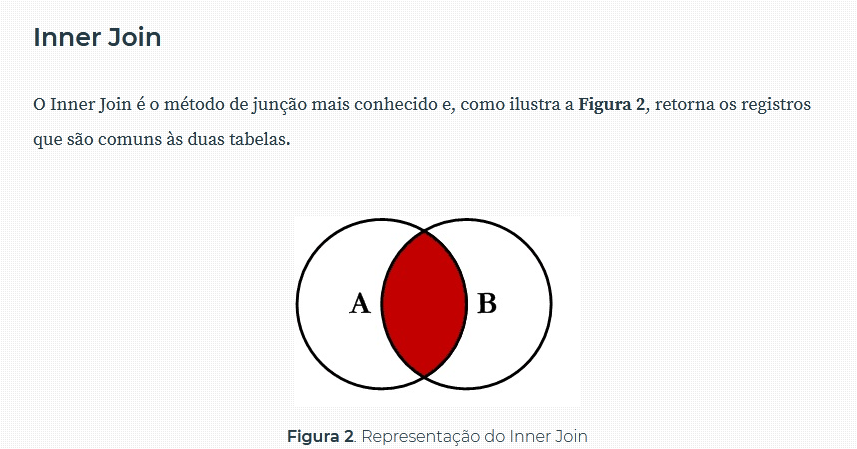 Inner Join
O Inner Join é o método de junção mais conhecido e, como ilustra a Figura 2, retorna os registros
que são comuns às duas tabelas.
A B
Figura 2. Representação do Inner Join